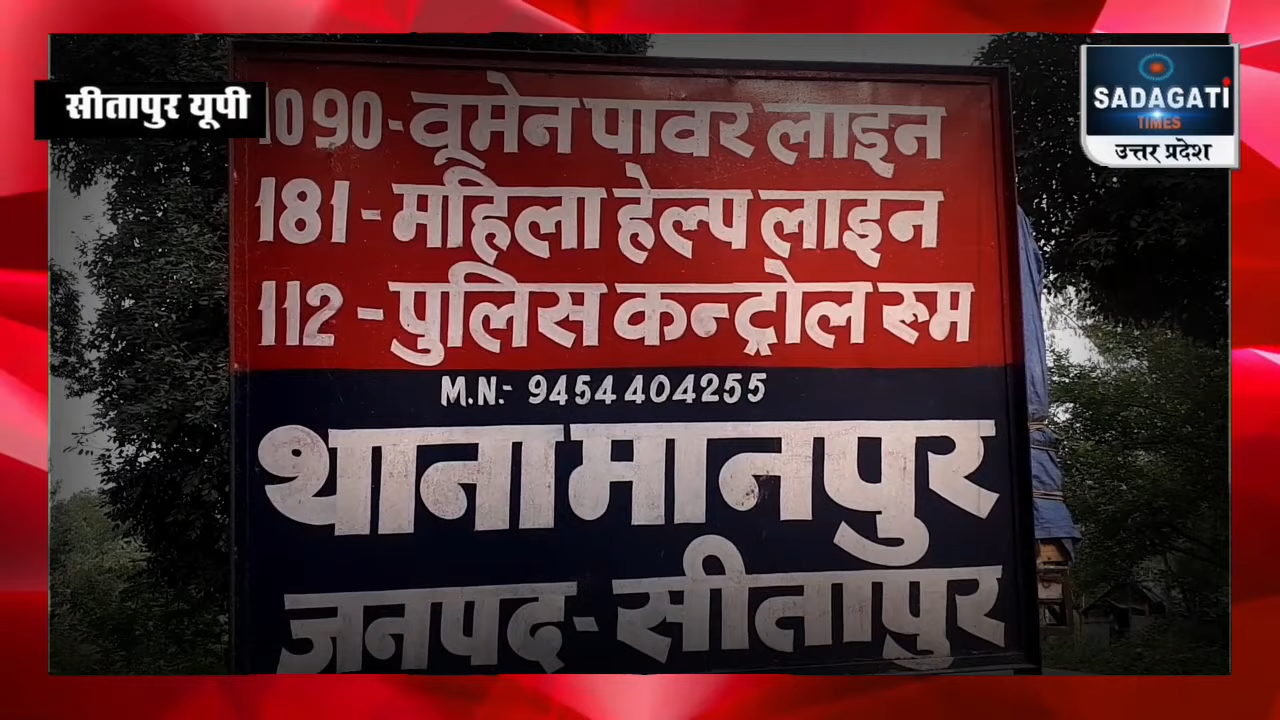 सीतापुर यूपी
SADAGATi
TIMES
उत्तर प्रदेश
1090-वूमेन पावर लाइन
181-महिला हेल्प लाइन
112-पुलिस कन्ट्रोल रूम
M.N:- 9454404255
थाना मानपुर
जनपद-सीतापुर